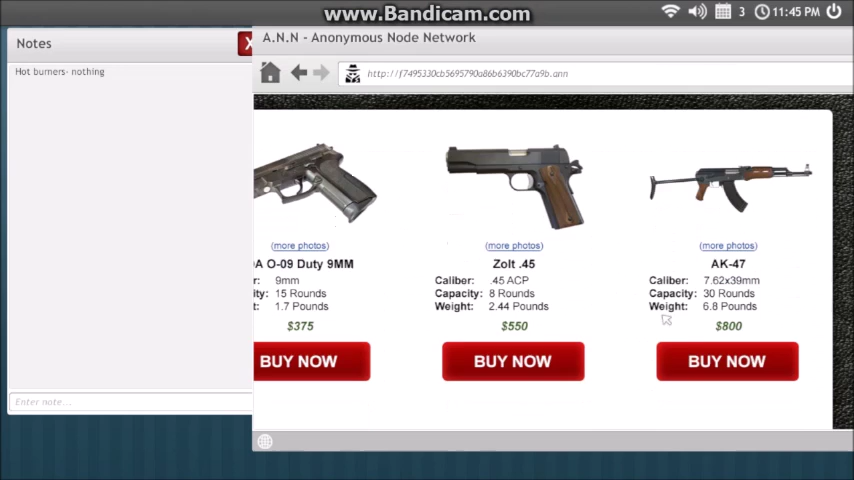 www.Bandicam.com
3 11:45 PM
Notes
X
Hot burners- nothing
Enter note...
A.N.N - Anonymous Node Network
http://f7495330cb5695790a86b6390bc77a9b.ann
(more photos)
A O-09 Duty 9MM
r: 9mm
ity: 15 Rounds
t: 1.7 Pounds
$375
BUY NOW
(more photos)
Zolt .45
Caliber: .45 ACP
Capacity: 8 Rounds
Weight: 2.44 Pounds
$550
BUY NOW
(more photos)
AK-47
Caliber: 7.62x39mm
Capacity: 30 Rounds
Weight: 6.8 Pounds
$800
BUY NOW